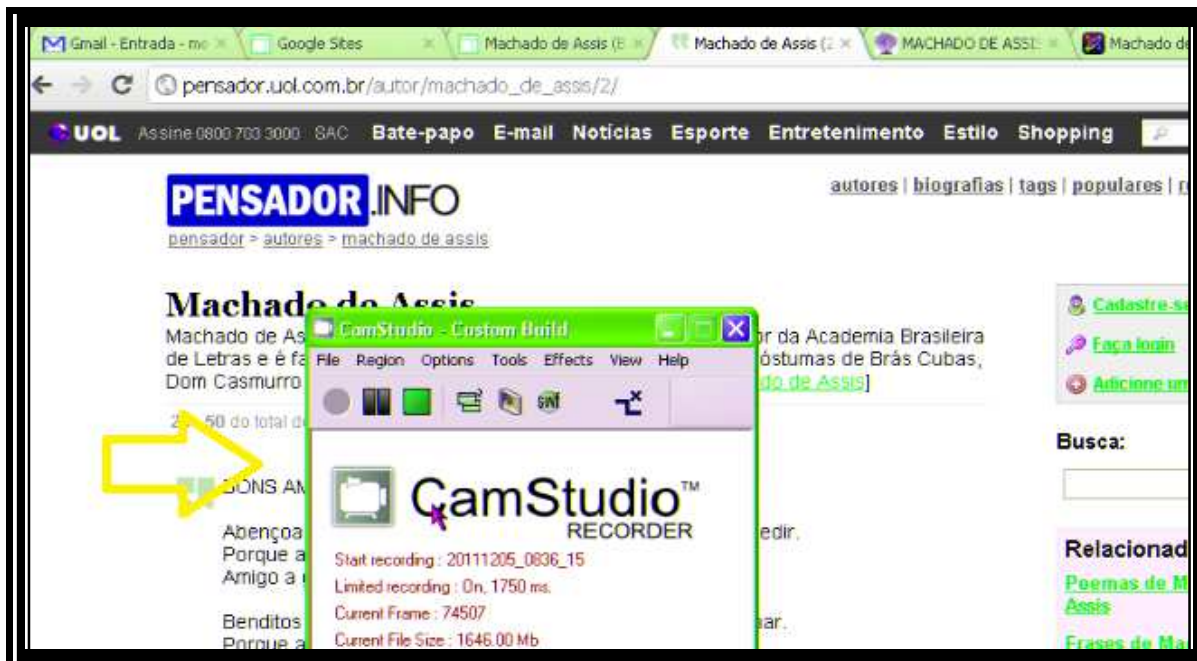 Gmail - Entrada - mo
Google Sites
Machado de Assis (E
Machado de Assis (2
MACHADO DE ASSIS
Machado de
pensador.uol.com.br/autor/machado_de_assis/2/
UOL Assine 0800 703 3000 SAC Bate-papo E-mail Notícias Esporte Entretenimento Estilo Shopping
autores | biografias | tags | populares |
PENSADOR.INFO
pensador > autores > machado de assis
Machado de Assis
Machado de As
or da Academia Brasileira
de Letras e é fa
óstumas de Brás Cubas,
Dom Casmurro
do de Assis]
50 do total d
CamStudio - Custom Build
File Region Options Tools Effects View Help
swf
CamStudio™
RECORDER
Start recording : 20111205_0836_15
Limited recording : On, 1750 ms.
Current Frame : 74507
Current File Size : 1646.00 Mb
BONS AM
Abençoa
edir.
Porque a
Amigo a
Benditos
ar.
Porque a
Cadastre-se
Faça login
Adicione um
Busca:
Relacionad
Poemas de M
Assis
Frases de Ma